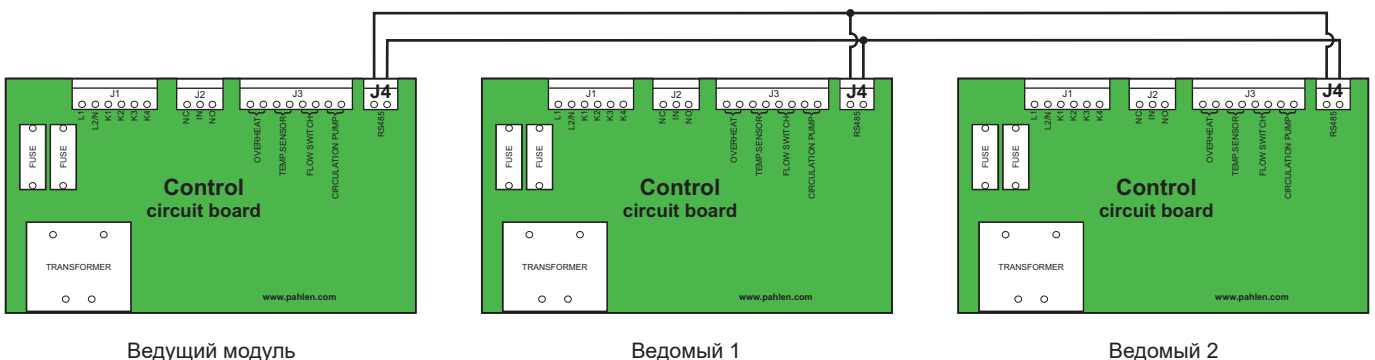 J1
J2
J3
J4
L1
L2/N
K1
K2
K3
K4
NC
IN
NO
OVERHEAT
TEMP.SENSOR
FLOW SWITCH
CIRCULATION PUMP
RS485
FUSE
FUSE
Control
circuit board
TRANSFORMER
www.pahlen.com
Ведущий модуль
J1
J2
J3
J4
L1
L2/N
K1
K2
K3
K4
NC
IN
NO
OVERHEAT
TEMP.SENSOR
FLOW SWITCH
CIRCULATION PUMP
RS485
FUSE
FUSE
Control
circuit board
TRANSFORMER
www.pahlen.com
Ведомый 1
J1
J2
J3
J4
L1
L2/N
K1
K2
K3
K4
NC
IN
NO
OVERHEAT
TEMP.SENSOR
FLOW SWITCH
CIRCULATION PUMP
RS485
FUSE
FUSE
Control
circuit board
TRANSFORMER
www.pahlen.com
Ведомый 2